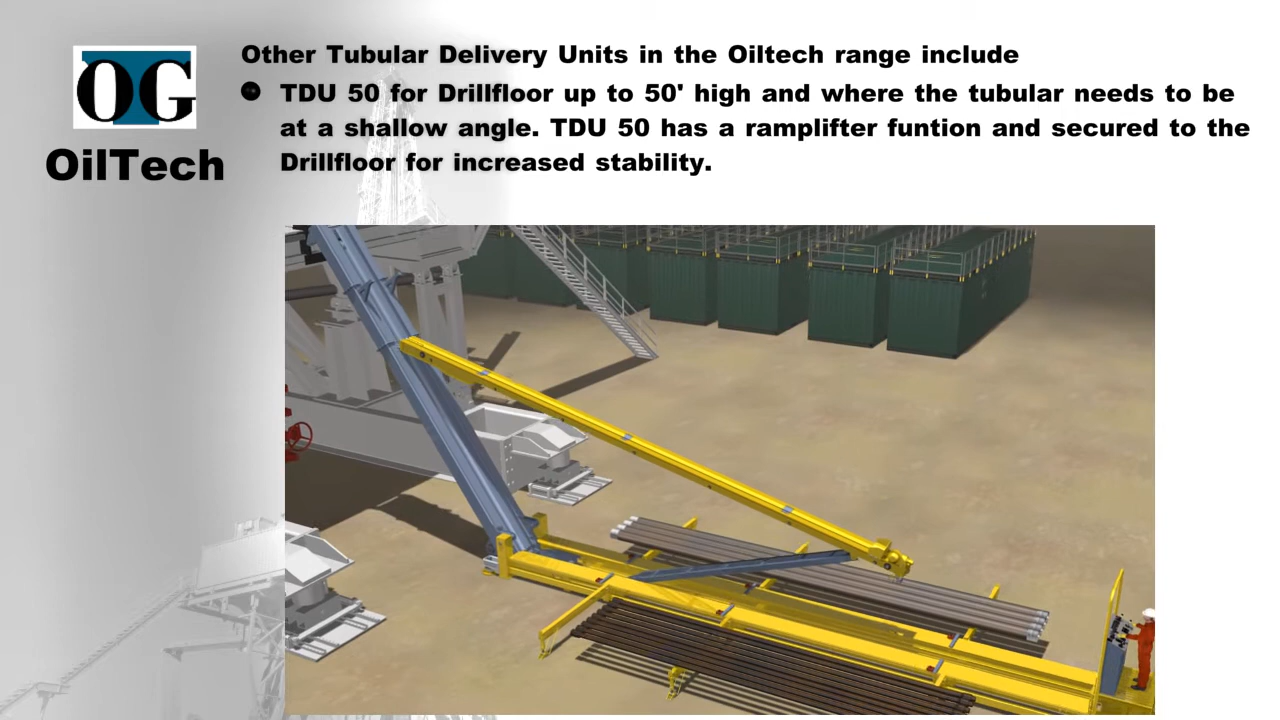 Other Tubular Delivery Units in the Oiltech range include
TDU 50 for Drillfloor up to 50' high and where the tubular needs to be
at a shallow angle. TDU 50 has a ramplifter funtion and secured to the
Drillfloor for increased stability.
OG
OilTech